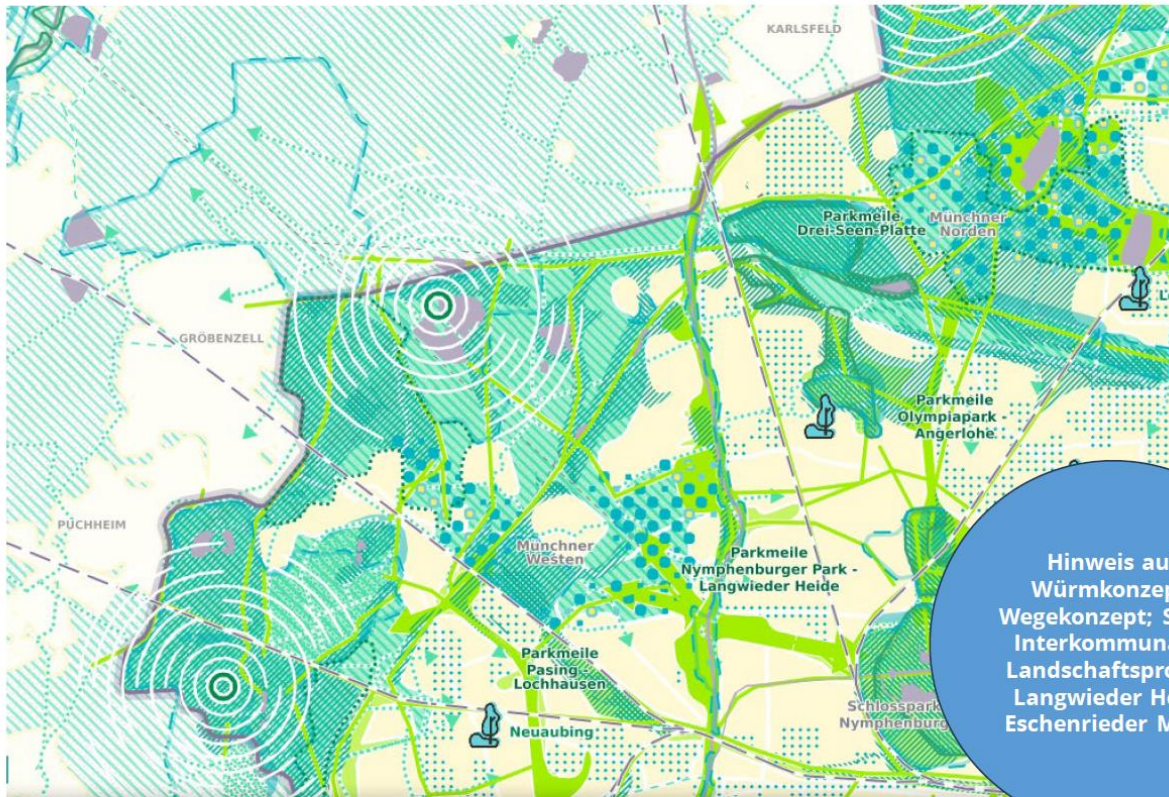 KARLSFELD
Parkmeile
Drei-Seen-Platte
Münchner
Norden
GRÖBENZELL
Parkmeile
Olympiapark -
Angerlohe
PUCHHEIM
Münchner
Westen
Parkmeile
Nymphenburger Park -
Langwieder Heide
Parkmeile
Pasing -
Lochhausen
Neuaubing
Schlosspark
Nymphenburg
Hinweis au
Würmkonzep
Wegekonzept; S
Interkommuna
Landschaftspro
Langwieder H
Eschenrieder M